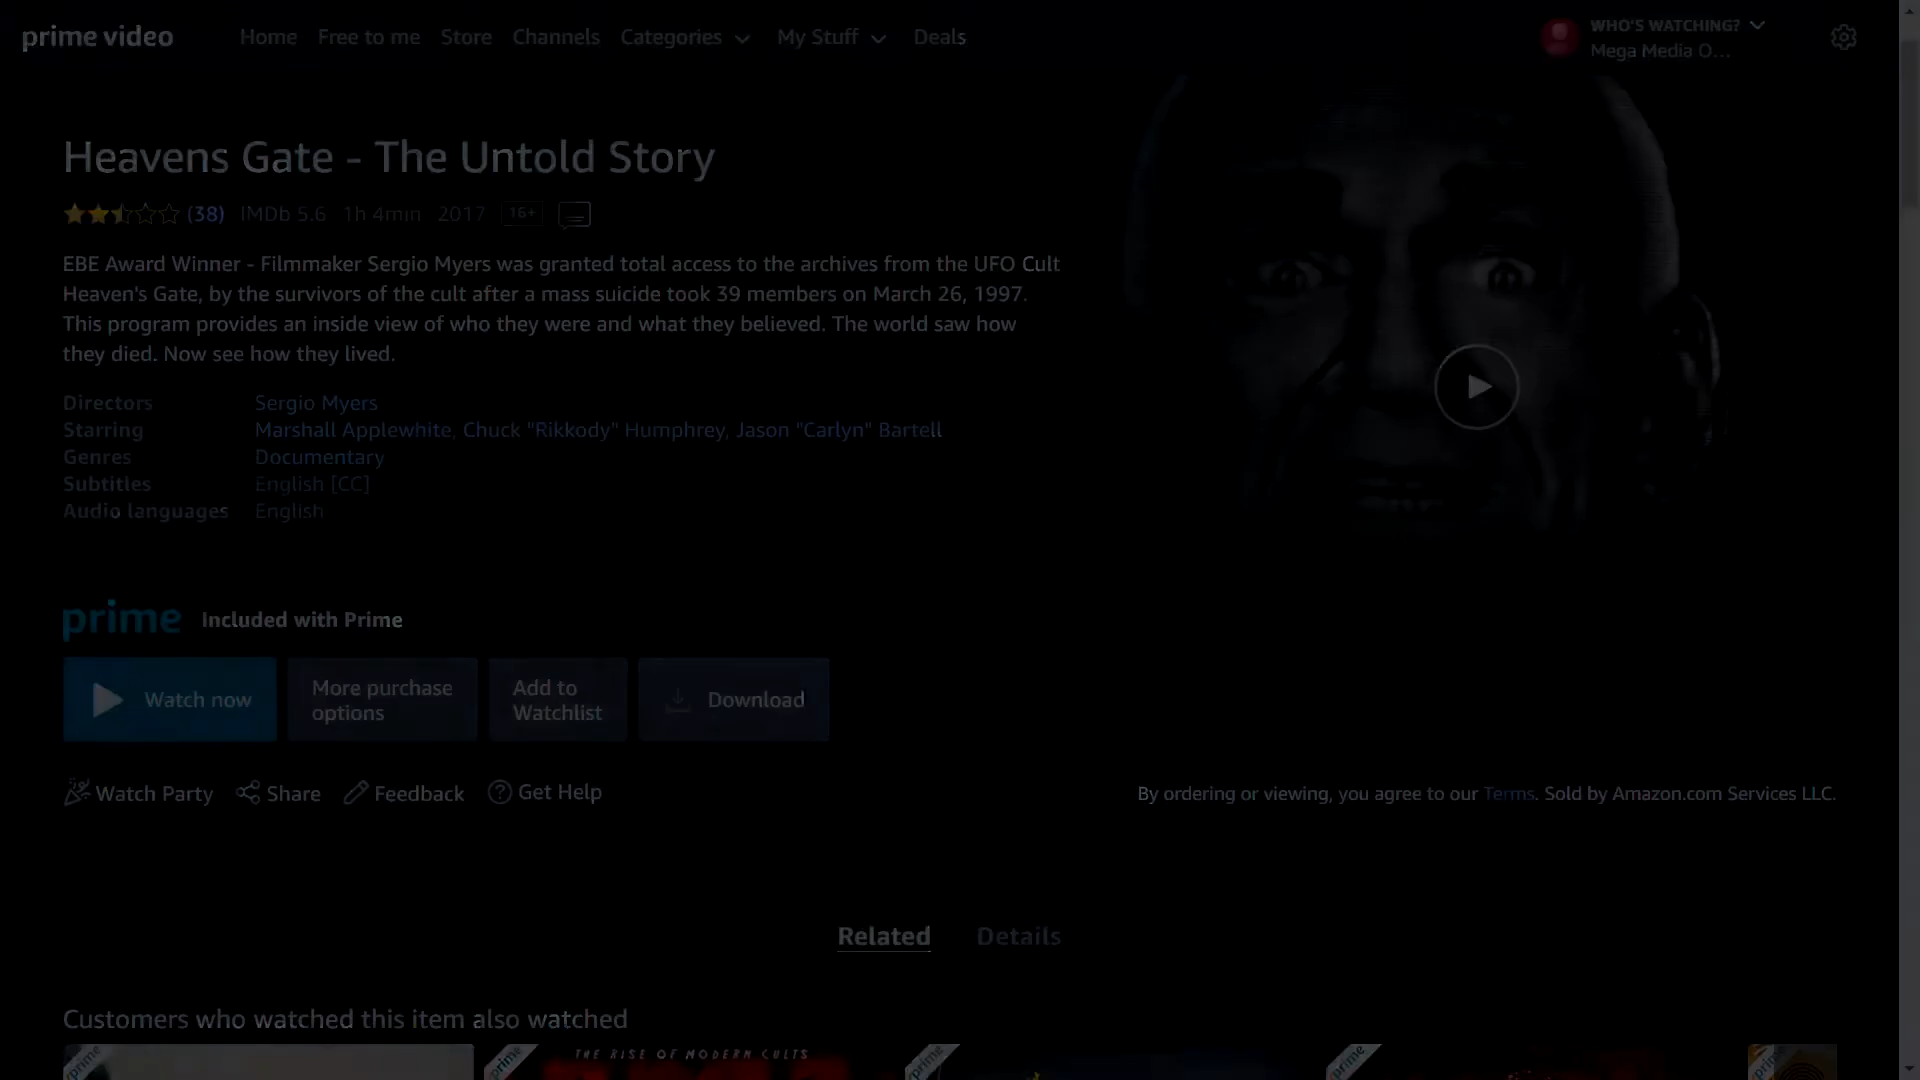 prime video Home Free to me Store Channels Categories My Stuff Deals WHO'S WATCHING?
Mega Media O...
Heavens Gate - The Untold Story
(38) IMDb 5.6 1h 4min 2017 16+
EBE Award Winner - Filmmaker Sergio Myers was granted total access to the archives from the UFO Cult
Heaven's Gate, by the survivors of the cult after a mass suicide took 39 members on March 26, 1997.
This program provides an inside view of who they were and what they believed. The world saw how
they died. Now see how they lived.
Directors Sergio Myers
Starring Marshall Applewhite, Chuck "Rikkody" Humphrey, Jason "Carlyn" Bartell
Genres Documentary
Subtitles English [CC]
Audio languages English
prime Included with Prime
Watch now
More purchase
options
Add to
Watchlist
Download
Watch Party Share Feedback Get Help
By ordering or viewing, you agree to our Terms. Sold by Amazon.com Services LLC.
Related Details
Customers who watched this item also watched
prime
prime
THE RISE OF MODERN CULTS
prime
prime
prime